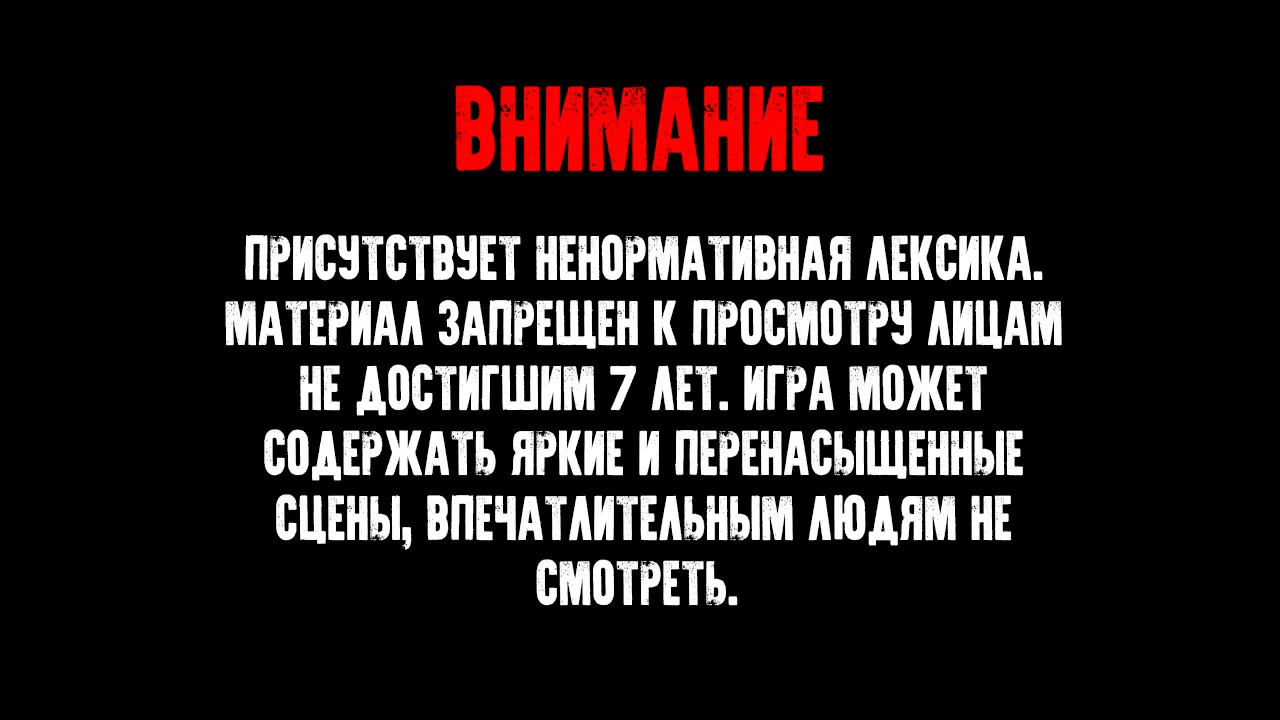 ВНИМАНИЕ
ПРИСУТСТВУЕТ НЕНОРМАТИВНАЯ ЛЕКСИКА.
МАТЕРИАЛ ЗАПРЕЩЕН К ПРОСМОТРУ ЛИЦАМ
НЕ ДОСТИГШИМ 7 ЛЕТ. ИГРА МОЖЕТ
СОДЕРЖАТЬ ЯРКИЕ И ПЕРЕНАСЫЩЕННЫЕ
СЦЕНЫ, ВПЕЧАТЛИТЕЛЬНЫМ ЛЮДЯМ НЕ
СМОТРЕТЬ.